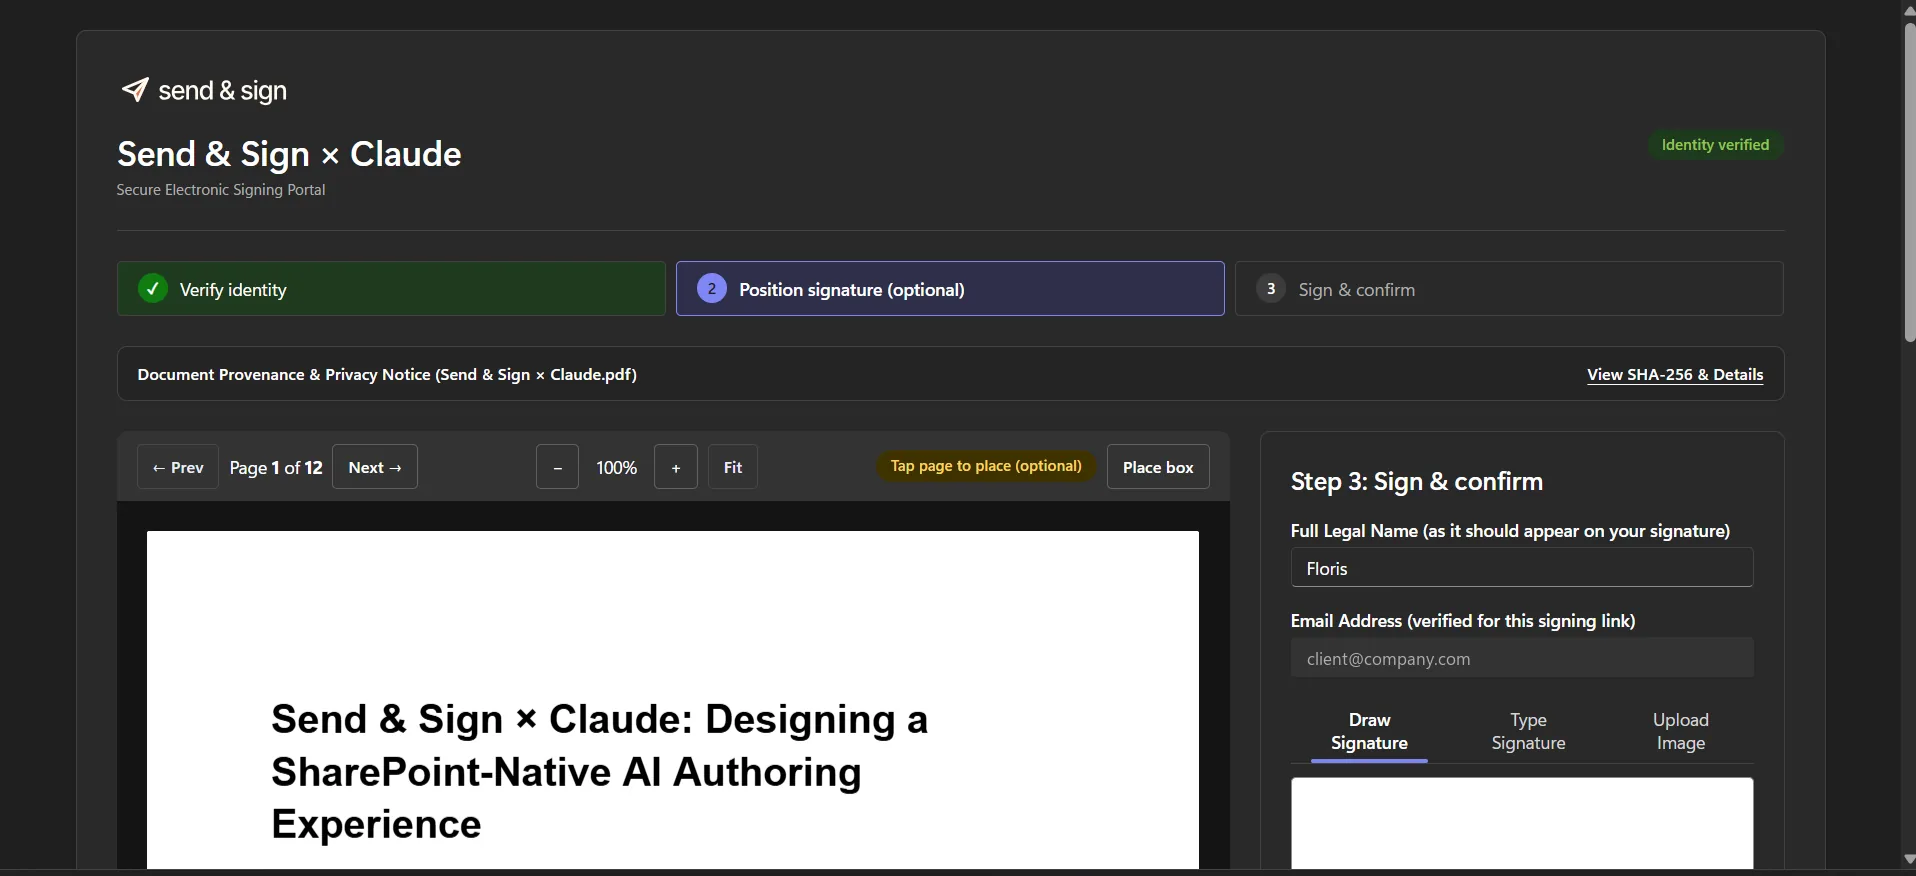 send & sign
Send & Sign × Claude
Secure Electronic Signing Portal
Identity verified
✓ Verify identity
2 Position signature (optional)
3 Sign & confirm
Document Provenance & Privacy Notice (Send & Sign × Claude.pdf)
View SHA-256 & Details
← Prev
Page 1 of 12
Next →
−
100%
+
Fit
Tap page to place (optional)
Place box
Send & Sign × Claude: Designing a
SharePoint-Native AI Authoring
Experience
Step 3: Sign & confirm
Full Legal Name (as it should appear on your signature)
Floris
Email Address (verified for this signing link)
client@company.com
Draw
Signature
Type
Signature
Upload
Image